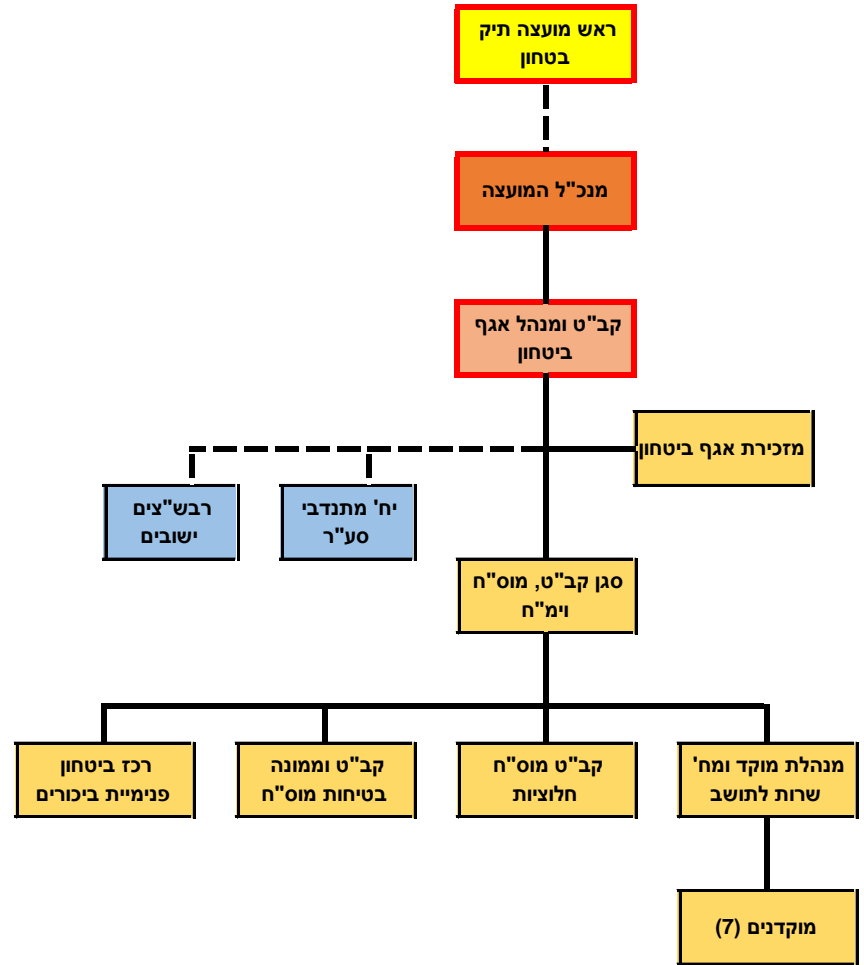 ראש מועצה תיק
בטחון
מנכ"ל המועצה
קב"ט ומנהל אגף
ביטחון
מזכירת אגף ביטחון
יח' מתנדבי
סע"ר
רבש"צים
ישובים
סגן קב"ט, מוס"ח
וימ"ח
מנהלת מוקד ומח'
שרות לתושב
קב"ט מוס"ח
חלוציות
קב"ט וממונה
בטיחות מוס"ח
רכז ביטחון
פנימיית ביכורים
מוקדנים (7)